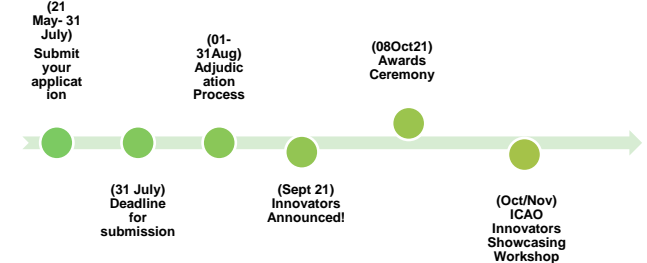 (21
May- 31
July)
Submit
your
applicat
ion
(31 July)
Deadline
for
submission
(01-
31Aug)
Adjudic
ation
Process
(Sept 21)
Innovators
Announced!
(08Oct21)
Awards
Ceremony
(Oct/Nov)
ICAO
Innovators
Showcasing
Workshop